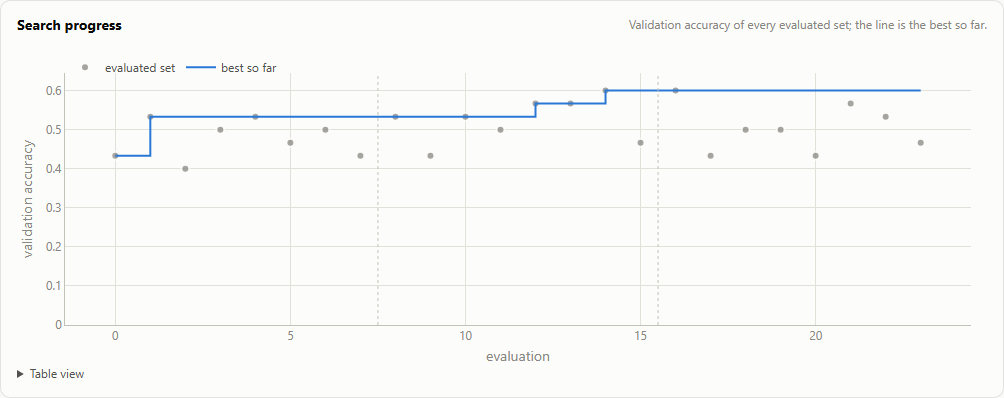 Search progress
Validation accuracy of every evaluated set; the line is the best so far.
evaluated set
best so far
validation accuracy
0.6
0.5
0.4
0.3
0.2
0.1
0
0
5
10
15
20
evaluation
Table view